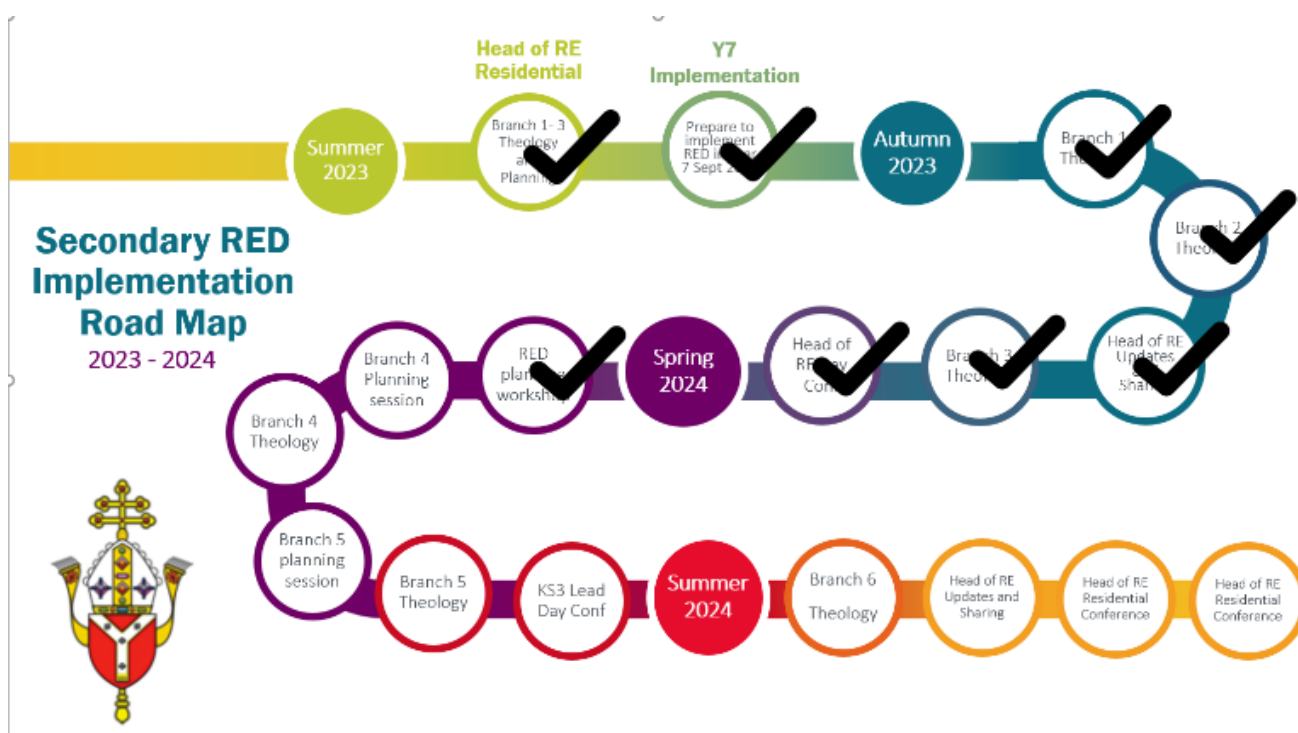 Head of RE
Residential
Y7
Implementation
Summer
2023
Branch 1- 3
Theology
Planning
Prepare to
implement
RED in
7 Sept
Autumn
2023
Branch 1
Branch 2
Secondary RED
Implementation
Road Map
2023 - 2024
Branch 4
Theology
Branch 4
Planning
session
RED
workshop
Spring
2024
Head of
Branch 3
Head of RE
Updates
Branch 5
planning
session
Branch 5
Theology
KS3 Lead
Day Conf
Summer
2024
Branch 6
Theology
Head of RE
Updates and
Sharing
Head of RE
Residential
Conference
Head of RE
Residential
Conference